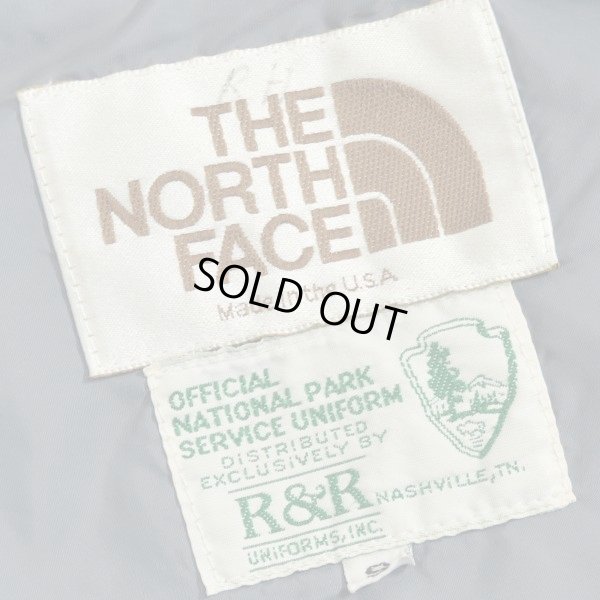 R H
THE
NORTH
FACE
Made in the U.S.A.
SOLD OUT
OFFICIAL
NATIONAL PARK
SERVICE UNIFORM
DISTRIBUTED
EXCLUSIVELY BY
R&R
NASHVILLE, TN.
UNIFORMS, INC.
S